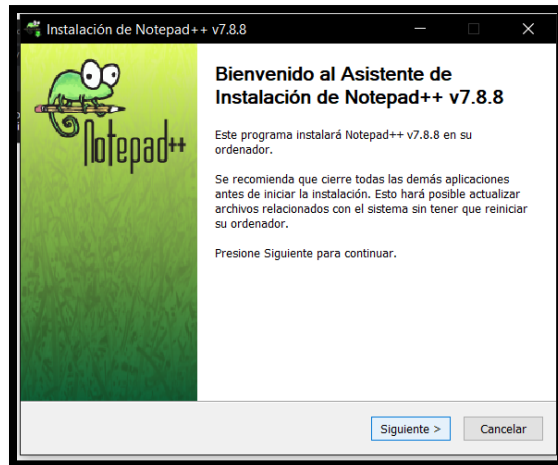 Instalación de Notepad++ v7.8.8
Notepad++
Bienvenido al Asistente de
Instalación de Notepad++ v7.8.8
Este programa instalará Notepad++ v7.8.8 en su
ordenador.
Se recomienda que cierre todas las demás aplicaciones
antes de iniciar la instalación. Esto hará posible actualizar
archivos relacionados con el sistema sin tener que reiniciar
su ordenador.
Presione Siguiente para continuar.
Siguiente >
Cancelar